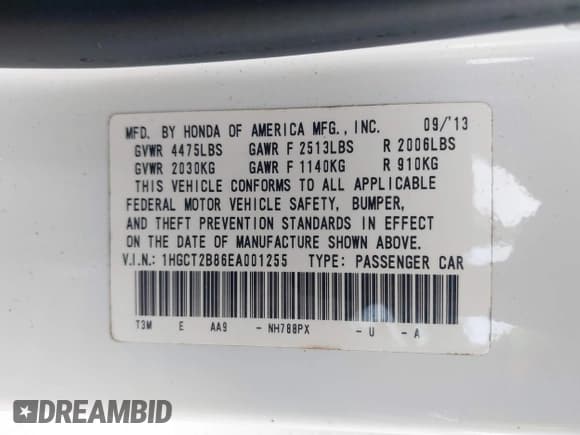 MFD. BY HONDA OF AMERICA MFG., INC. 09/'13
GVWR 4475LBS GAWR F 2513LBS R 2006LBS
GVWR 2030KG GAWR F 1140KG R 910KG
THIS VEHICLE CONFORMS TO ALL APPLICABLE
FEDERAL MOTOR VEHICLE SAFETY, BUMPER,
AND THEFT PREVENTION STANDARDS IN EFFECT
ON THE DATE OF MANUFACTURE SHOWN ABOVE.
V.I.N.: 1HGCT2B86EA001255 TYPE: PASSENGER CAR
T3M E AA9 - NH788PX - U - A
DREAMBID